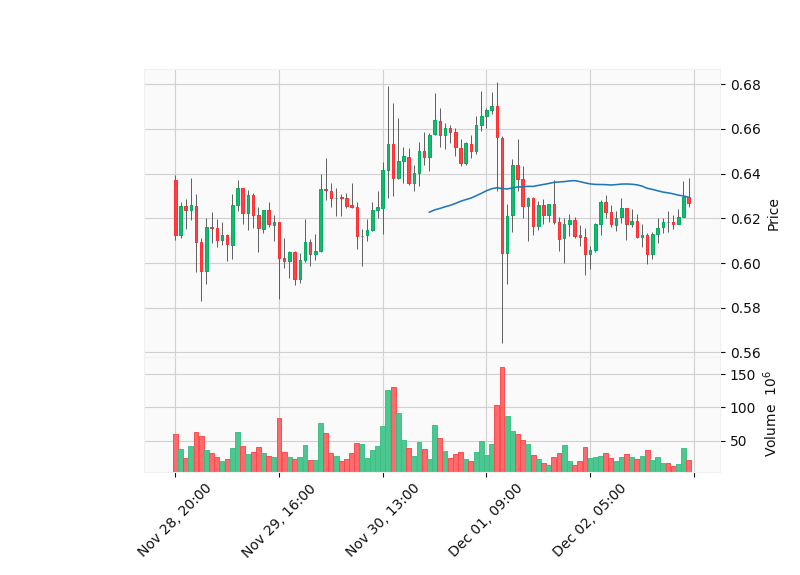 0.68
0.66
0.64
0.62
0.60
0.58
0.56
Price
150
100
50
Volume 10^6
Nov 28, 20:00
Nov 29, 16:00
Nov 30, 13:00
Dec 01, 09:00
Dec 02, 05:00